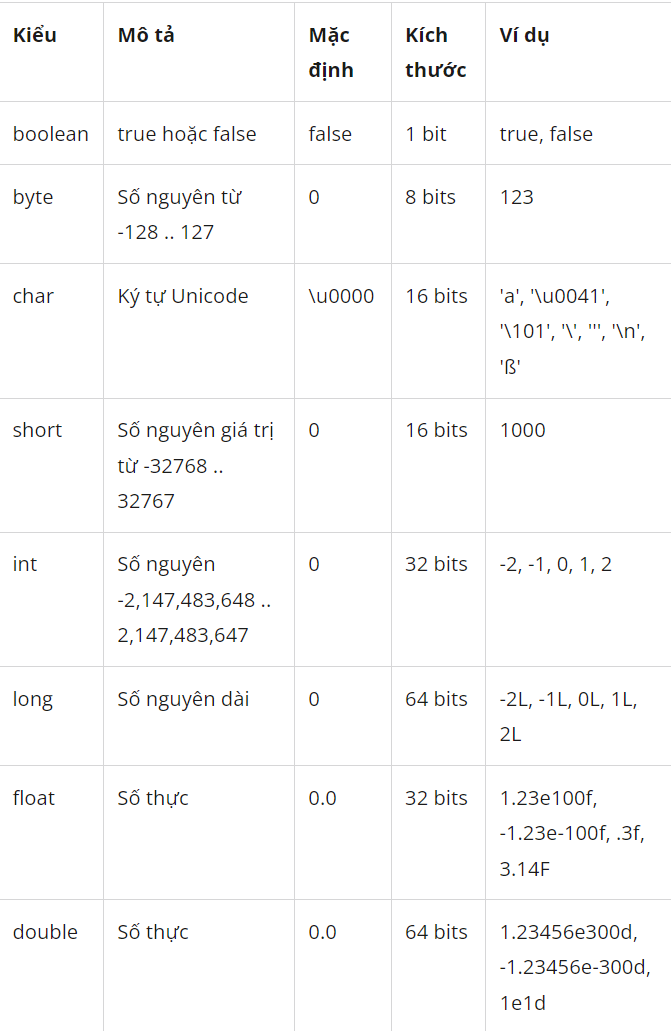 Kiểu Mô tả Mặc định Kích thước Ví dụ
boolean true hoặc false false 1 bit true, false
byte Số nguyên từ -128 .. 127 0 8 bits 123
char Ký tự Unicode \u0000 16 bits 'a', '\u0041', '\101', '\', ''', '\n', 'ß'
short Số nguyên giá trị từ -32768 .. 32767 0 16 bits 1000
int Số nguyên -2,147,483,648 .. 2,147,483,647 0 32 bits -2, -1, 0, 1, 2
long Số nguyên dài 0 64 bits -2L, -1L, 0L, 1L, 2L
float Số thực 0.0 32 bits 1.23e100f, -1.23e-100f, .3f, 3.14F
double Số thực 0.0 64 bits 1.23456e300d, -1.23456e-300d, 1e1d